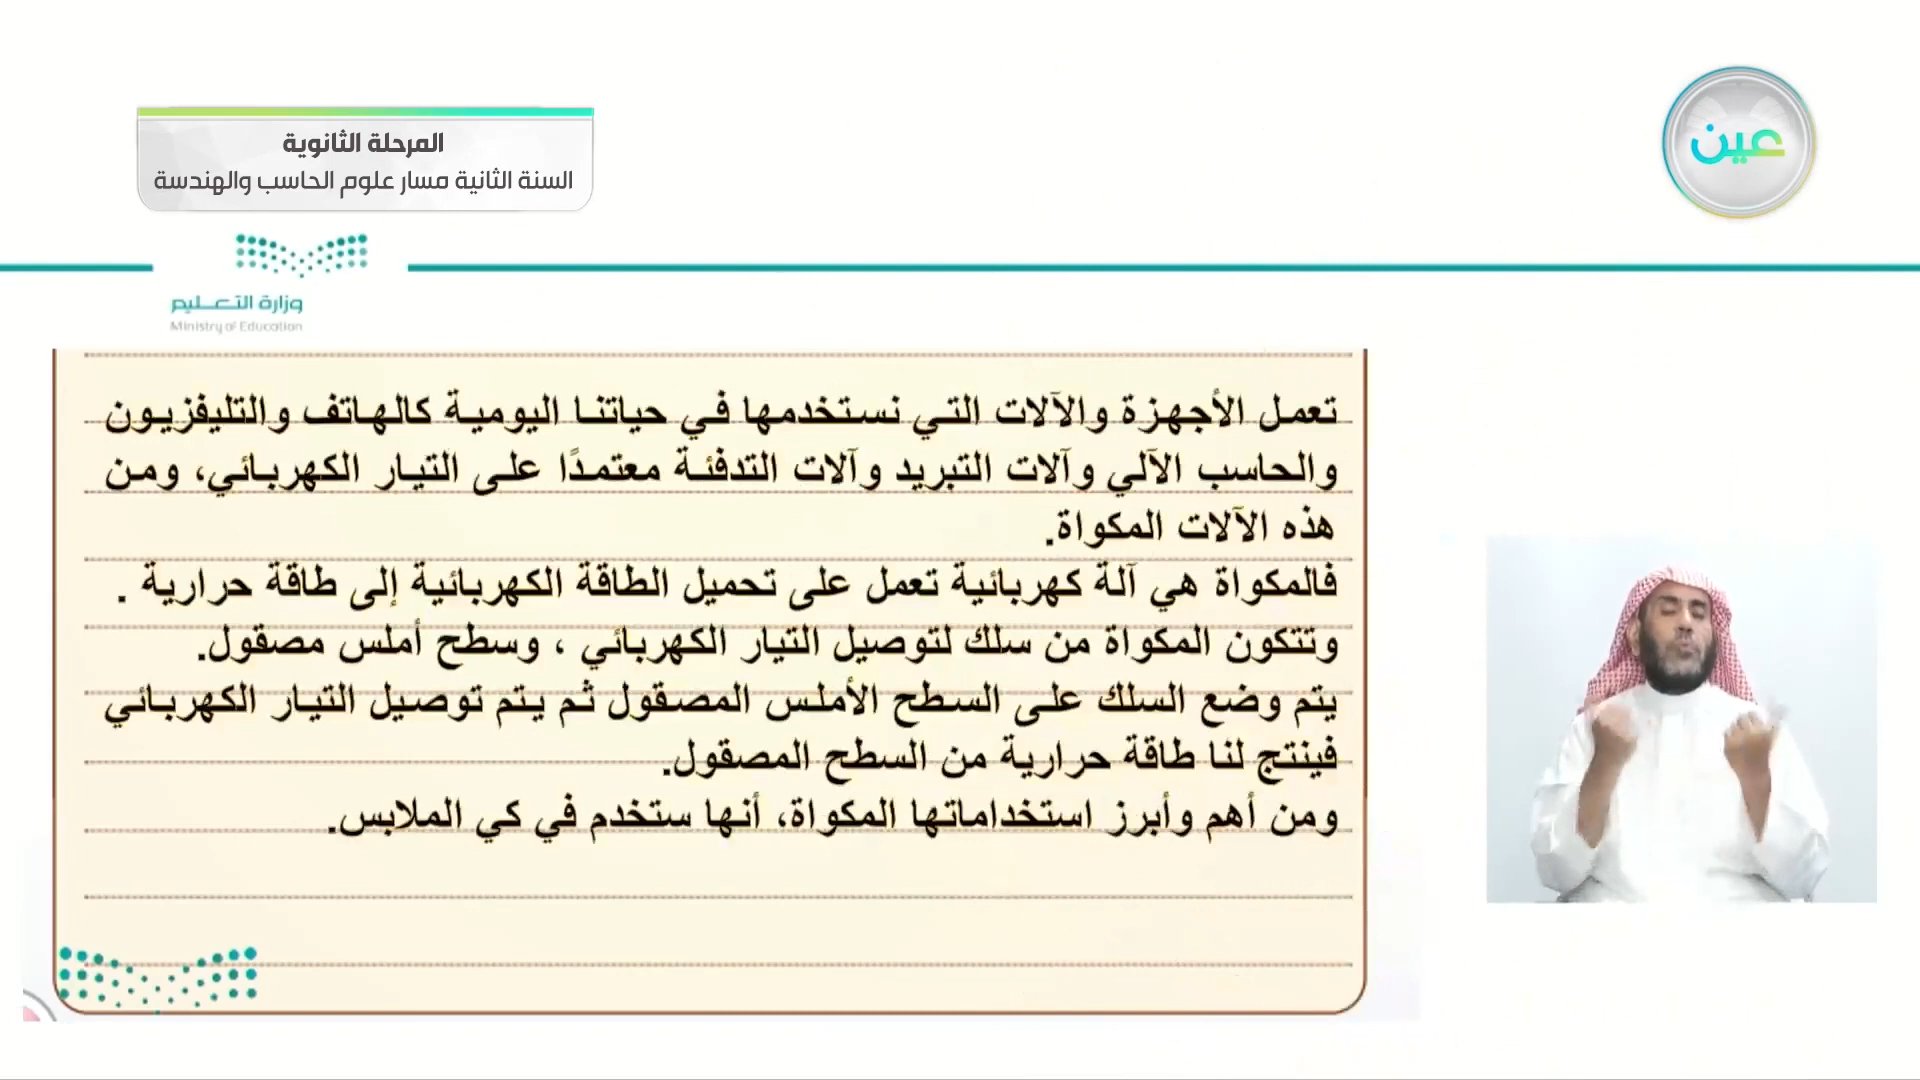 المرحلة الثانوية
السنة الثانية مسار علوم الحاسب والهندسة
عين
وزارة التعليم
Ministry of Education
تعمل الأجهزة والآلات التي نستخدمها في حياتنا اليومية كالهاتف والتليفزيون
والحاسب الآلي وآلات التبريد وآلات التدفئة معتمدًا على التيار الكهربائي، ومن
هذه الآلات المكواة.
فالمكواة هي آلة كهربائية تعمل على تحميل الطاقة الكهربائية إلى طاقة حرارية .
وتتكون المكواة من سلك لتوصيل التيار الكهربائي ، وسطح أملس مصقول.
يتم وضع السلك على السطح الأملس المصقول ثم يتم توصيل التيار الكهربائي
فينتج لنا طاقة حرارية من السطح المصقول.
ومن أهم وأبرز استخداماتها المكواة، أنها ستخدم في كي الملابس.